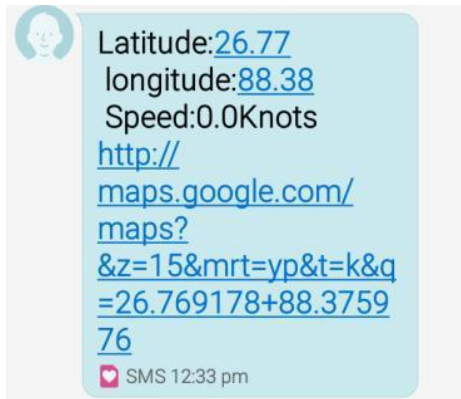 Latitude:26.77
longitude:88.38
Speed:0.0Knots
http://
maps.google.com/
maps?
&z=15&mrt=yp&t=k&q
=26.769178+88.3759
76
SMS 12:33 pm